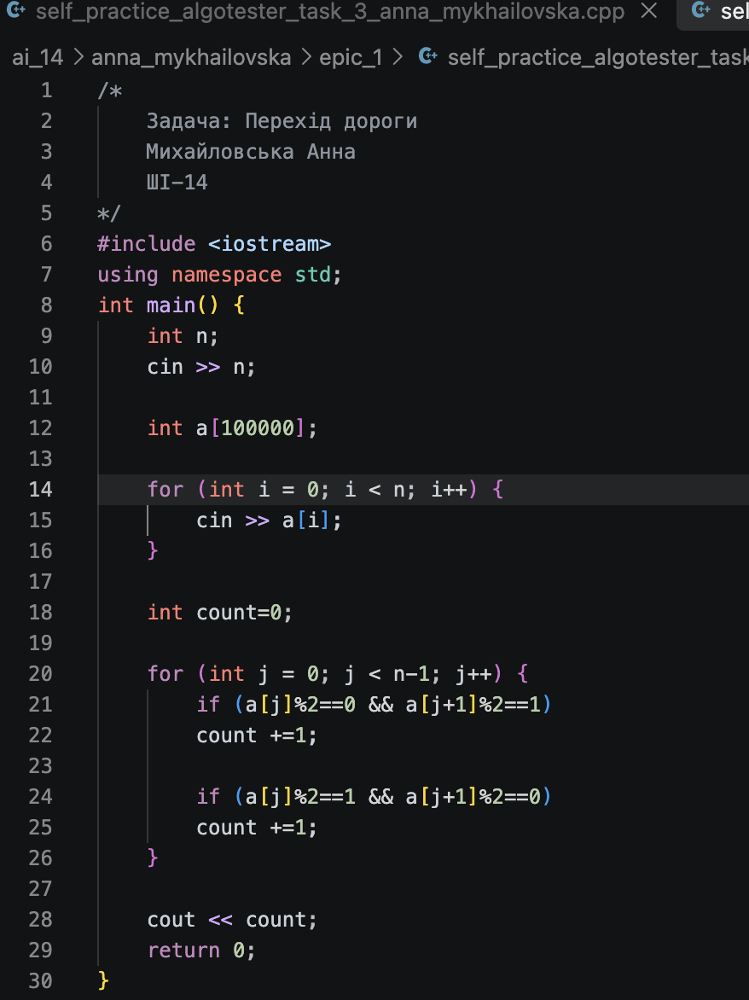 self_practice_algotester_task_3_anna_mykhailovska.cpp
ai_14 > anna_mykhailovska > epic_1 >
1 /*
2 Задача: Перехід дороги
3 Михайловська Анна
4 ШІ-14
5 */
6 #include <iostream>
7 using namespace std;
8 int main() {
9 int n;
10 cin >> n;
11
12 int a[100000];
13
14 for (int i = 0; i < n; i++) {
15 cin >> a[i];
16 }
17
18 int count=0;
19
20 for (int j = 0; j < n-1; j++) {
21 if (a[j]%2==0 && a[j+1]%2==1)
22 count +=1;
23
24 if (a[j]%2==1 && a[j+1]%2==0)
25 count +=1;
26 }
27
28 cout << count;
29 return 0;
30 }